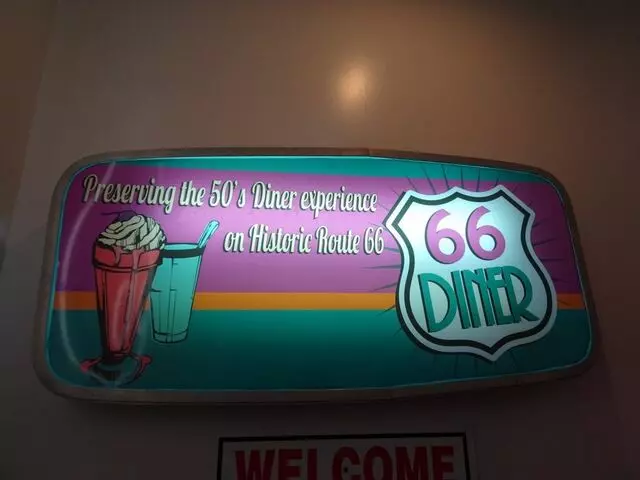 Preserving the 50's Diner experience
on Historic Route 66
66
DINER
WELCOME